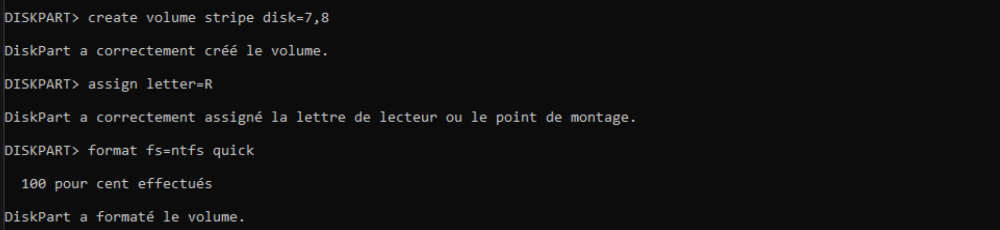 DISKPART> create volume stripe disk=7,8
DiskPart a correctement créé le volume.
DISKPART> assign letter=R
DiskPart a correctement assigné la lettre de lecteur ou le point de montage.
DISKPART> format fs=ntfs quick
100 pour cent effectués
DiskPart a formaté le volume.